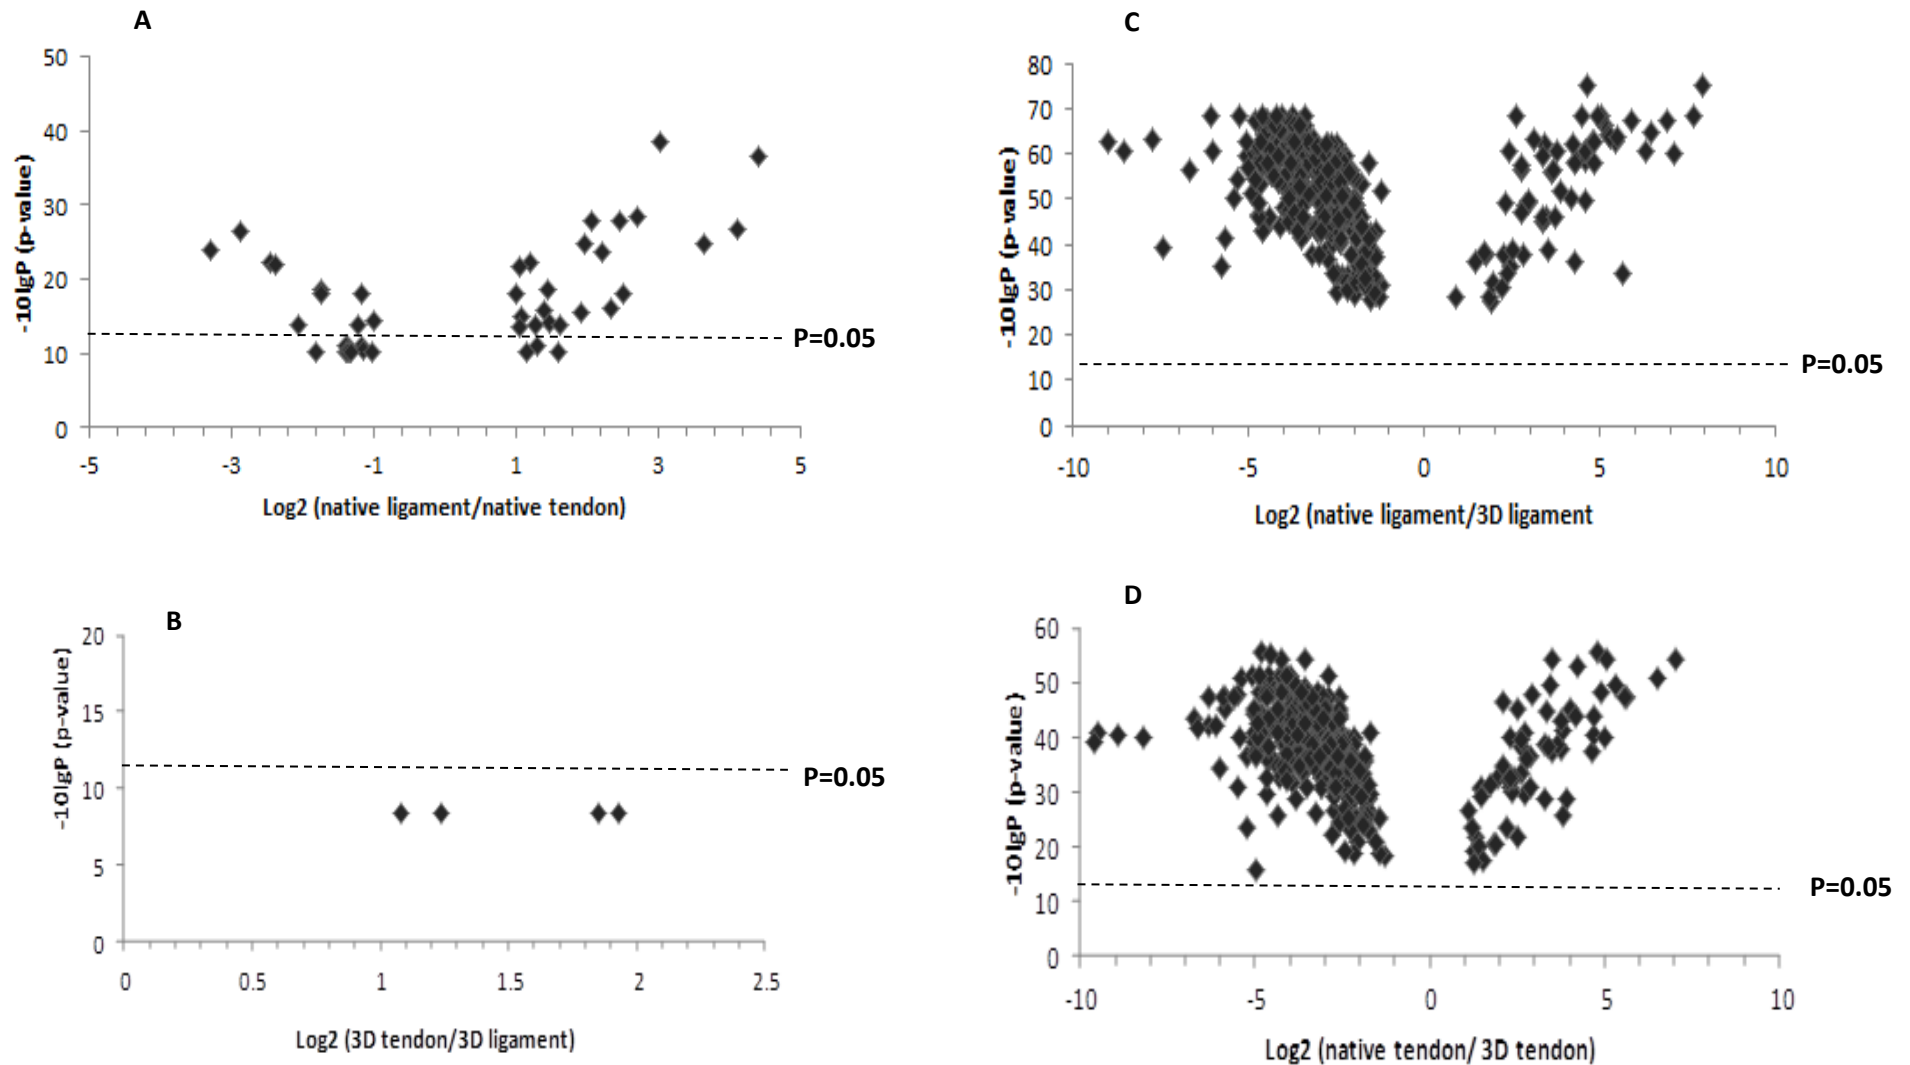 A
50
40
30
20
10
0
-10lgP (p-value)
P=0.05
-5 -3 -1 1 3 5
Log2 (native ligament/native tendon)
C
80
70
60
50
40
30
20
10
0
-10lgP (p-value)
P=0.05
-10 -5 0 5 10
Log2 (native ligament/3D ligament
B
20
15
10
5
0
-10lgP (p-value)
P=0.05
0 0.5 1 1.5 2 2.5
Log2 (3D tendon/3D ligament)
D
60
50
40
30
20
10
0
-10lgP (p-value)
P=0.05
-10 -5 0 5 10
Log2 (native tendon/ 3D tendon)